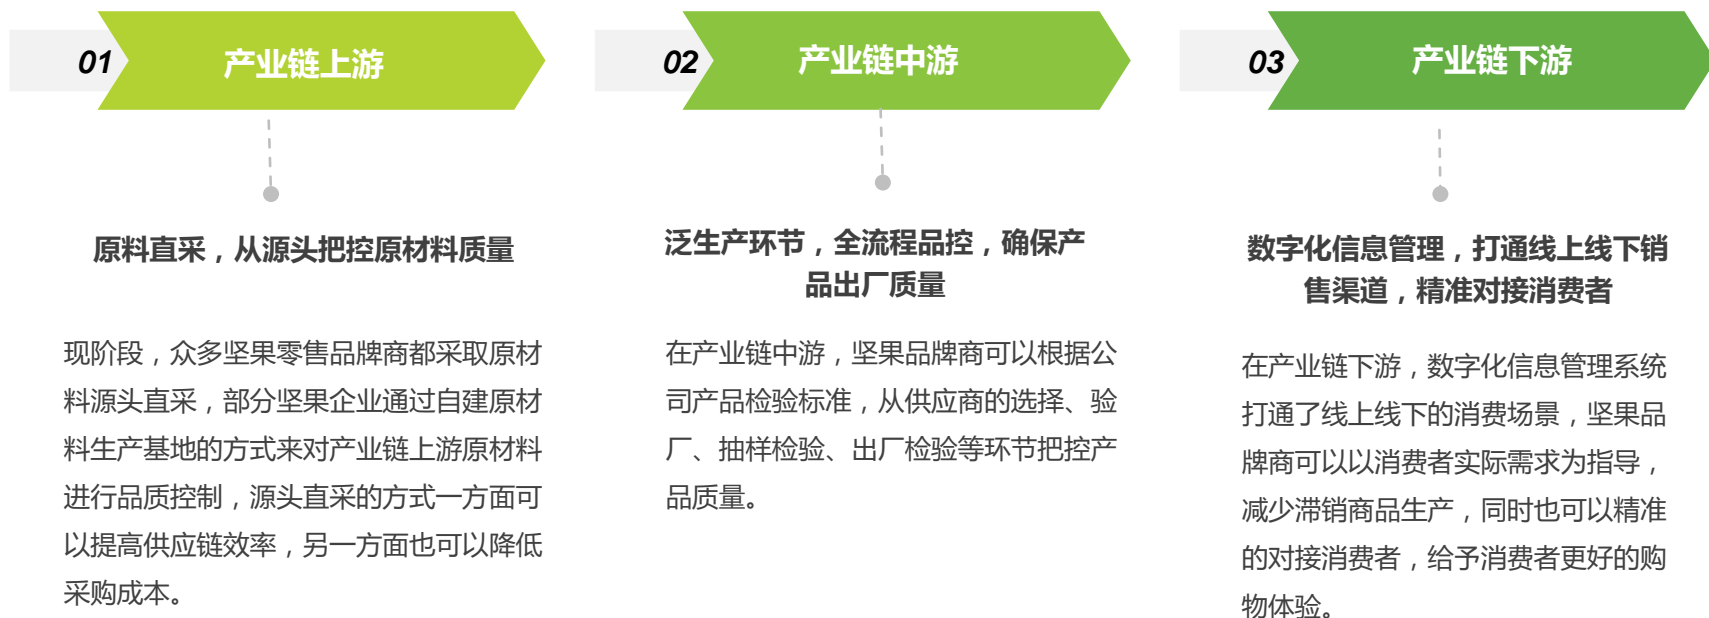 01
产业链上游
原料直采，从源头把控原材料质量
现阶段，众多坚果零售品牌商都采取原材
料源头直采，部分坚果企业通过自建原材
料生产基地的方式来对产业链上游原材料
进行品质控制，源头直采的方式一方面可
以提高供应链效率，另一方面也可以降低
采购成本。
02
产业链中游
泛生产环节，全流程品控，确保产
品出厂质量
在产业链中游，坚果品牌商可以根据公
司产品检验标准，从供应商的选择、验
厂、抽样检验、出厂检验等环节把控产
品质量。
03
产业链下游
数字化信息管理，打通线上线下销
售渠道，精准对接消费者
在产业链下游，数字化信息管理系统
打通了线上线下的消费场景，坚果品
牌商可以以消费者实际需求为指导，
减少滞销商品生产，同时也可以精准
的对接消费者，给予消费者更好的购
物体验。